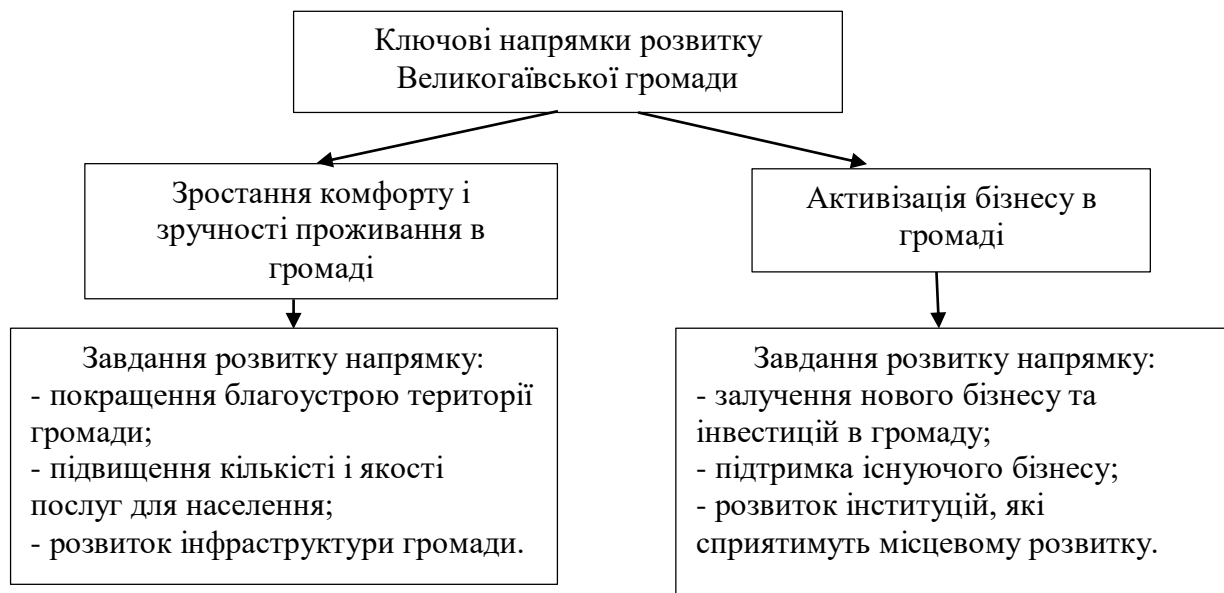 Ключові напрямки розвитку
Великогаївської громади
Зростання комфорту і
зручності проживання в
громаді
Активізація бізнесу в
громаді
Завдання розвитку напрямку:
- покращення благоустрою території
громади;
- підвищення кількісті і якості
послуг для населення;
- розвиток інфраструктури громади.
Завдання розвитку напрямку:
- залучення нового бізнесу та
інвестицій в громаду;
- підтримка існуючого бізнесу;
- розвиток інституцій, які
сприятимуть місцевому розвитку.